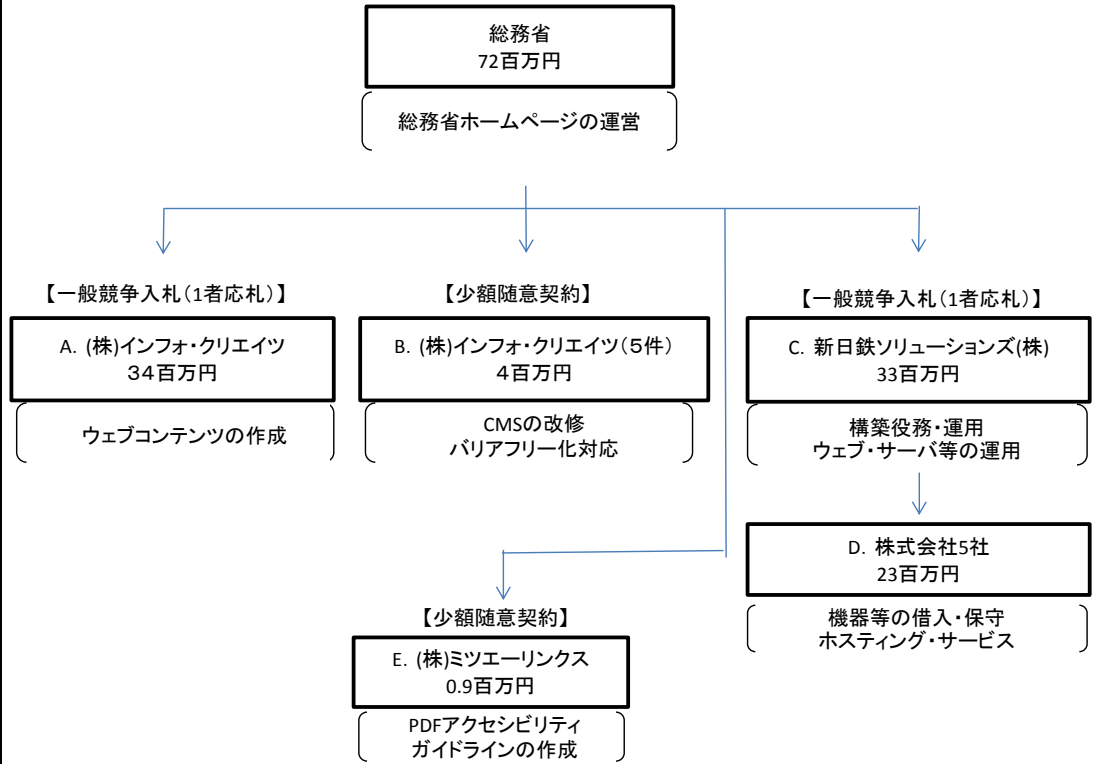 総務省
72百万円
総務省ホームページの運営
【一般競争入札(1者応札)】
A. (株)インフォ・クリエイツ
34百万円
ウェブコンテンツの作成
【少額随意契約】
B. (株)インフォ・クリエイツ(5件)
4百万円
CMSの改修
バリアフリー化対応
【一般競争入札(1者応札)】
C. 新日鉄ソリューションズ(株)
33百万円
構築役務・運用
ウェブ・サーバ等の運用
D. 株式会社5社
23百万円
機器等の借入・保守
ホスティング・サービス
【少額随意契約】
E. (株)ミツエーリンクス
0.9百万円
PDFアクセシビリティ
ガイドラインの作成